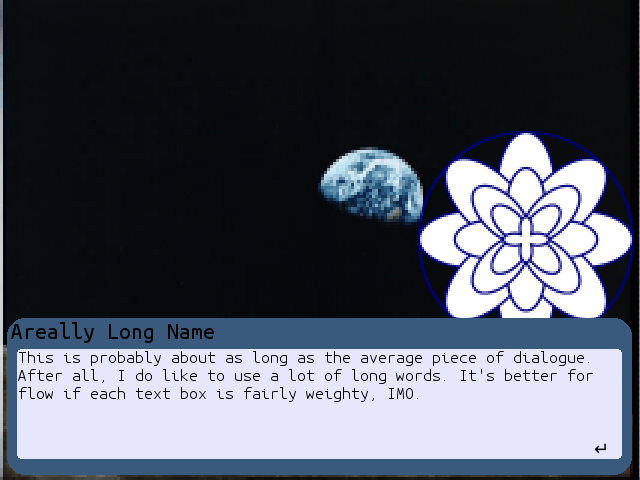 Areally Long Name
This is probably about as long as the average piece of dialogue.
After all, I do like to use a lot of long words. It's better for
flow if each text box is fairly weighty, IMO.
↵